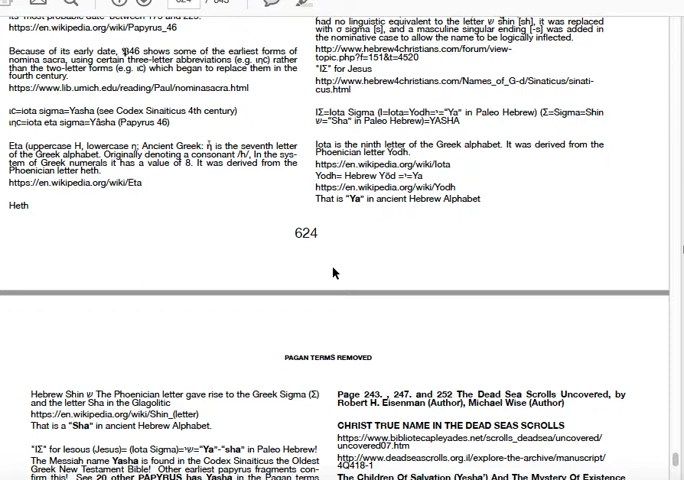 https://en.wikipedia.org/wiki/Papyrus_46
Because of its early date, 𝔓46 shows some of the earliest forms of
nomina sacra, using certain three-letter abbreviations (e.g. ιηϲ) rather
than the two-letter forms (e.g. ιϲ) which began to replace them in the
fourth century.
https://www.lib.umich.edu/reading/Paul/nominasacra.html
ιϲ=iota sigma=Yasha (see Codex Sinaiticus 4th century)
ιηϲ=iota eta sigma=Yâsha (Papyrus 46)
Eta (uppercase H, lowercase η; Ancient Greek: is the seventh letter
of the Greek alphabet. Originally denoting a consonant /h/, In the sys-
tem of Greek numerals it has a value of 8. It was derived from the
Phoenician letter heth.
https://en.wikipedia.org/wiki/Eta
Heth
had no linguistic equivalent to the letter ש shin [sh], it was replaced
with σ sigma [s], and a masculine singular ending [-s] was added in
the nominative case to allow the name to be logically inflected.
http://www.hebrew4christians.com/forum/view-
topic.php?f=151&t=4520
"ΙΣ" for Jesus
http://www.hebrew4christians.com/Names_of_G-d/Sinaticus/sinati-
cus.html
ΙΣ=Iota Sigma (I=Iota=Yodh=י="Ya" in Paleo Hebrew) (Σ=Sigma=Shin
ש="Sha" in Paleo Hebrew)=YASHA
Iota is the ninth letter of the Greek alphabet. It was derived from the
Phoenician letter Yodh.
https://en.wikipedia.org/wiki/Iota
Yodh= Hebrew Yōd =י=Ya
https://en.wikipedia.org/wiki/Yodh
That is "Ya" in ancient Hebrew Alphabet
624
PAGAN TERMS REMOVED
Hebrew Shin ש The Phoenician letter gave rise to the Greek Sigma (Σ)
and the letter Sha in the Glagolitic
https://en.wikipedia.org/wiki/Shin_(letter)
That is a "Sha" in ancient Hebrew Alphabet.
"ΙΣ" for Iesous (Jesus)= (Iota Sigma)=יש="Ya"-"sha" in Paleo Hebrew!
The Messiah name Yasha is found in the Codex Sinaiticus the Oldest
Greek New Testament Bible! Other earliest papyrus fragments con-
firm this! See 20 other PAPYRUS has Yasha in the Pagan terms
Page 243. , 247. and 252 The Dead Sea Scrolls Uncovered, by
Robert H. Eisenman (Author), Michael Wise (Author)
CHRIST TRUE NAME IN THE DEAD SEAS SCROLLS
https://www.bibliotecapleyades.net/scrolls_deadsea/uncovered/
uncovered07.htm
http://www.deadseascrolls.org.il/explore-the-archive/manuscript/
4Q418-1
The Children Of Salvation (Yesha') And The Mystery Of Existence